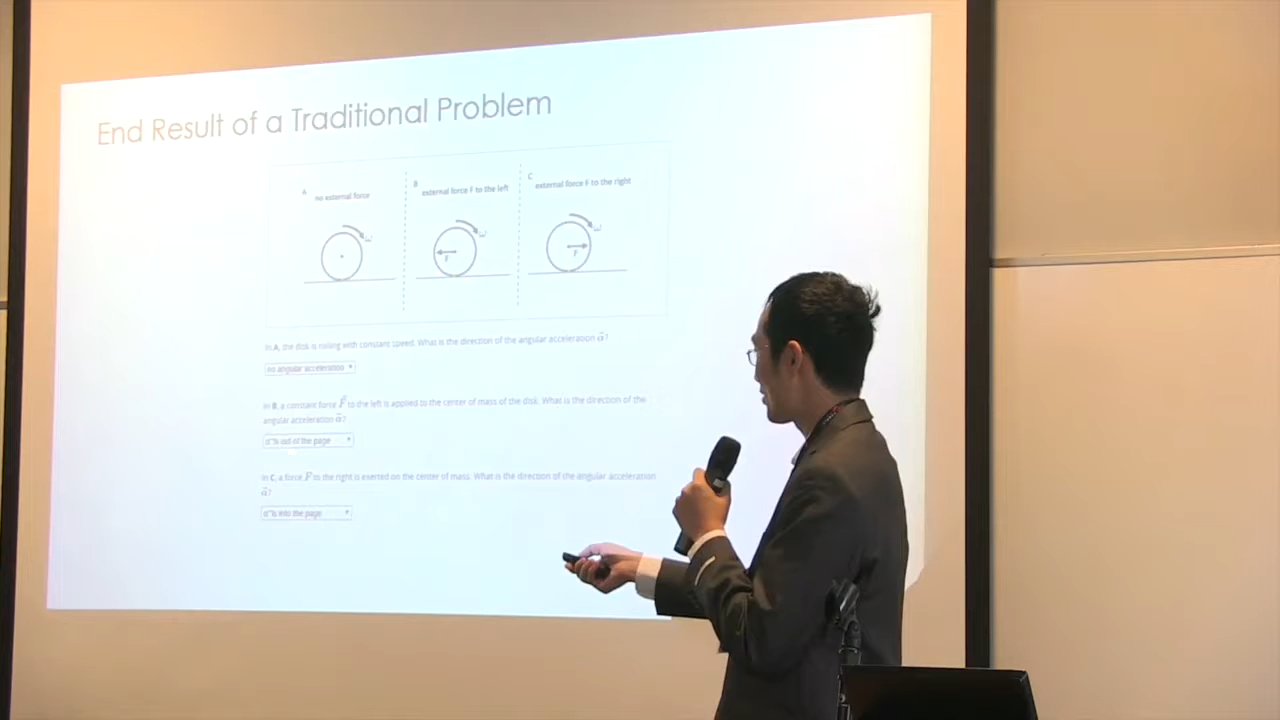 End Result of a Traditional Problem
A
no external force
B
external force F to the left
C
external force F to the right
ω
ω
ω
F
F
In A, the disk is rolling with constant speed. What is the direction of the angular acceleration α⃗?
no angular acceleration
In B, a constant force F⃗ to the left is applied to the center of mass of the disk. What is the direction of the
angular acceleration α⃗?
is out of the page
In C, a force F to the right is exerted on the center of mass. What is the direction of the angular acceleration
α⃗?
is into the page